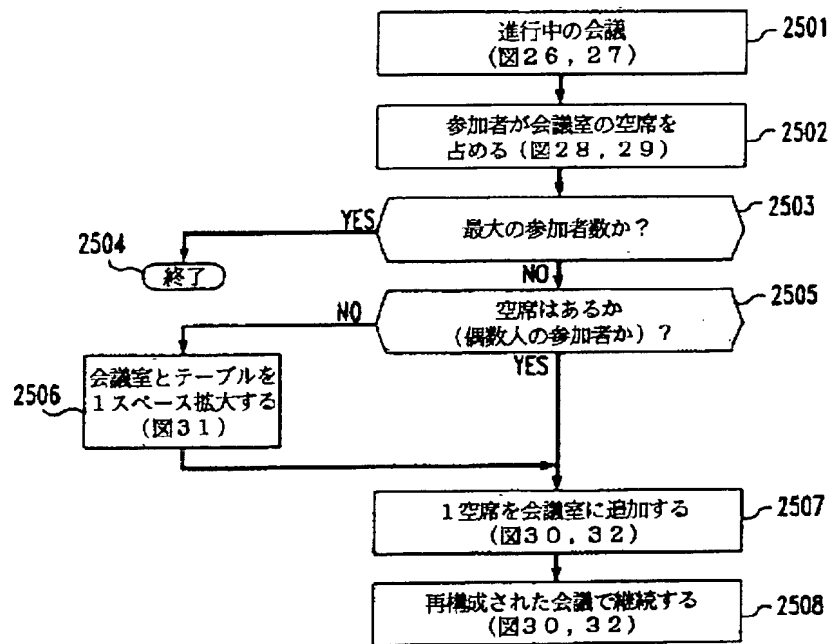 進行中の会議
(図26,27)
2501
参加者が会議室の空席を
占める(図28,29)
2502
最大の参加者数か?
2503
YES
2504
終了
NO
空席はあるか
(偶数人の参加者か)?
2505
NO
YES
会議室とテーブルを
1スペース拡大する
(図31)
2506
1空席を会議室に追加する
(図30,32)
2507
再構成された会議で継続する
(図30,32)
2508